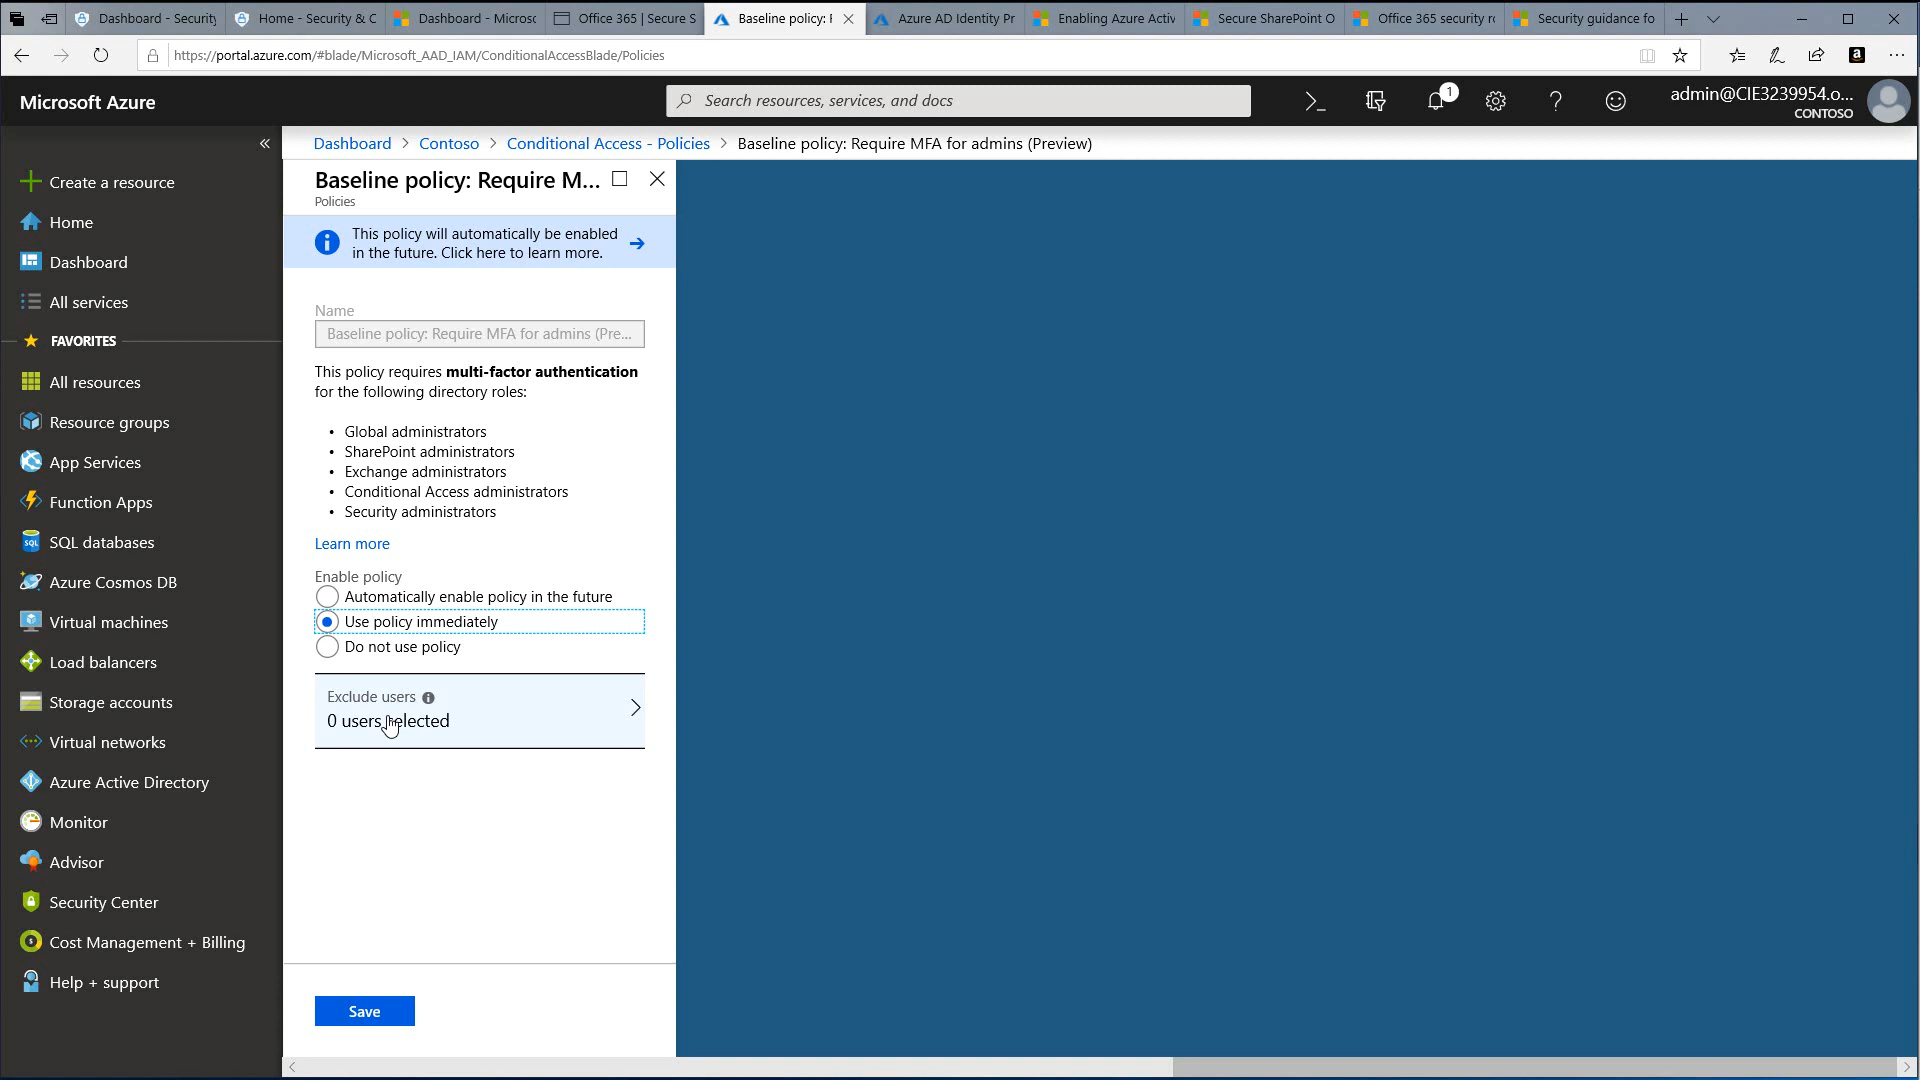 Dashboard - Security
Home - Security & C
Dashboard - Microso
Office 365 | Secure S
Baseline policy: F
Azure AD Identity Pr
Enabling Azure Activ
Secure SharePoint O
Office 365 security ro
Security guidance fo
https://portal.azure.com/#blade/Microsoft_AAD_IAM/ConditionalAccessBlade/Policies
a
Microsoft Azure
Search resources, services, and docs
1
admin@CIE3239954.o...
CONTOSO
Dashboard > Contoso > Conditional Access - Policies > Baseline policy: Require MFA for admins (Preview)
Create a resource
Home
Dashboard
All services
FAVORITES
All resources
Resource groups
App Services
Function Apps
SQL
SQL databases
Azure Cosmos DB
Virtual machines
Load balancers
Storage accounts
Virtual networks
Azure Active Directory
Monitor
Advisor
Security Center
Cost Management + Billing
Help + support
Baseline policy: Require M...
Policies
This policy will automatically be enabled
in the future. Click here to learn more.
Name
Baseline policy: Require MFA for admins (Pre...
This policy requires multi-factor authentication
for the following directory roles:
• Global administrators
• SharePoint administrators
• Exchange administrators
• Conditional Access administrators
• Security administrators
Learn more
Enable policy
Automatically enable policy in the future
Use policy immediately
Do not use policy
Exclude users
0 users selected
Save